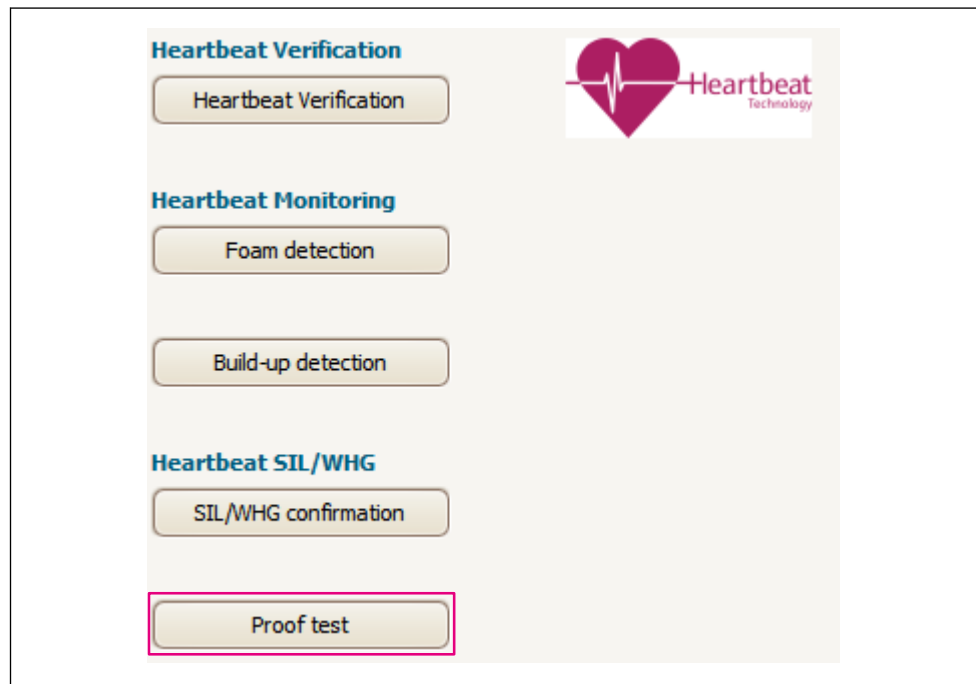 Heartbeat Verification
Heartbeat Verification
Heartbeat
Technology
Heartbeat Monitoring
Foam detection
Build-up detection
Heartbeat SIL/WHG
SIL/WHG confirmation
Proof test